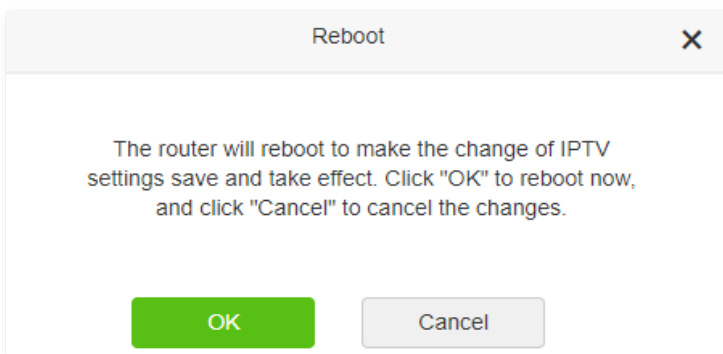 Reboot
The router will reboot to make the change of IPTV
settings save and take effect. Click "OK" to reboot now,
and click "Cancel" to cancel the changes.
OK
Cancel